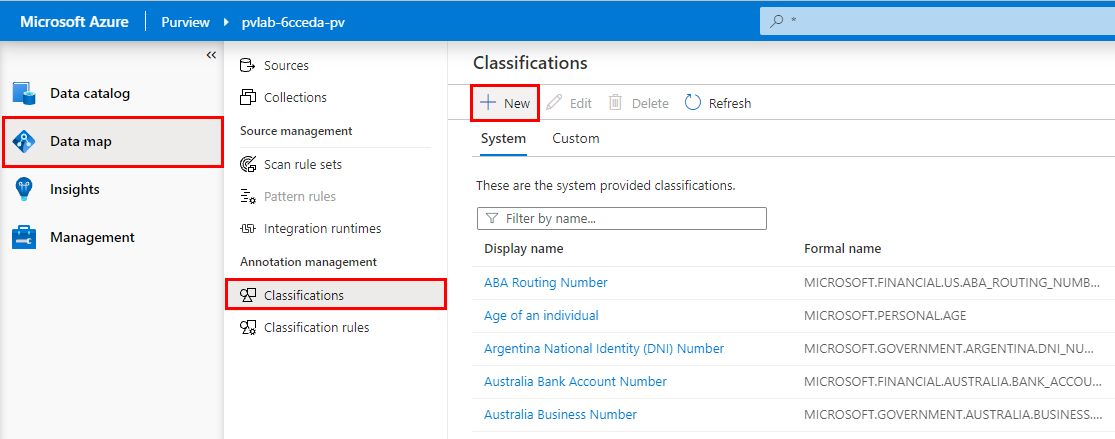 Microsoft Azure Purview pvlab-6cceda-pv *
«
Data catalog
Data map
Insights
Management
Sources
Collections
Source management
Scan rule sets
Pattern rules
Integration runtimes
Annotation management
Classifications
Classification rules
Classifications
New Edit Delete Refresh
System Custom
These are the system provided classifications.
Filter by name...
Display name Formal name
ABA Routing Number MICROSOFT.FINANCIAL.US.ABA_ROUTING_NUMB...
Age of an individual MICROSOFT.PERSONAL.AGE
Argentina National Identity (DNI) Number MICROSOFT.GOVERNMENT.ARGENTINA.DNI_NU...
Australia Bank Account Number MICROSOFT.FINANCIAL.AUSTRALIA.BANK_ACCOU...
Australia Business Number MICROSOFT.GOVERNMENT.AUSTRALIA.BUSINESS....